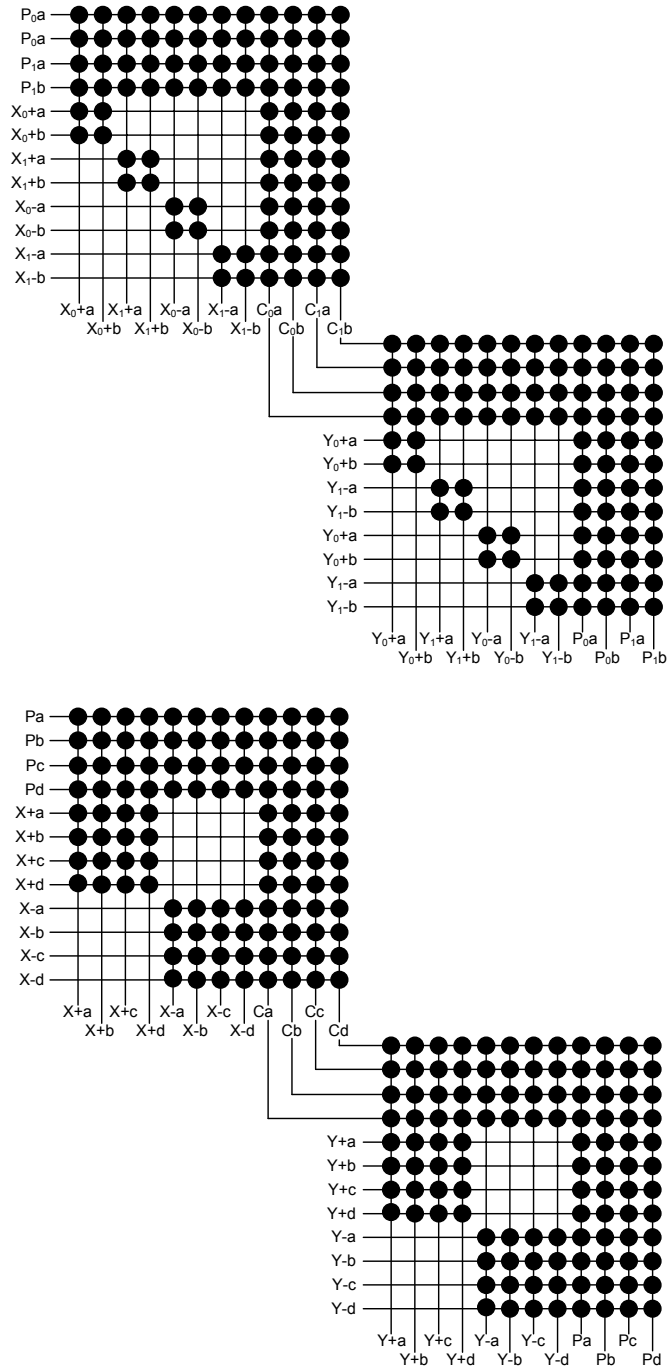 P₀a
P₀a
P₁a
P₁b
X₀+a
X₀+b
X₁+a
X₁+b
X₀-a
X₀-b
X₁-a
X₁-b
X₀+a X₁+a X₀-a X₁-a C₀a C₁a
X₀+b X₁+b X₀-b X₁-b C₀b C₁b
Y₀+a
Y₀+b
Y₁-a
Y₁-b
Y₀+a
Y₀+b
Y₁-a
Y₁-b
Y₀+a Y₁+a Y₀-a Y₁-a P₀a P₁a
Y₀+b Y₁+b Y₀-b Y₁-b P₀b P₁b
Pa
Pb
Pc
Pd
X+a
X+b
X+c
X+d
X-a
X-b
X-c
X-d
X+a X+c X-a X-c Ca Cc
X+b X+d X-b X-d Cb Cd
Y+a
Y+b
Y+c
Y+d
Y-a
Y-b
Y-c
Y-d
Y+a Y+c Y-a Y-c Pa Pc
Y+b Y+d Y-b Y-d Pb Pd